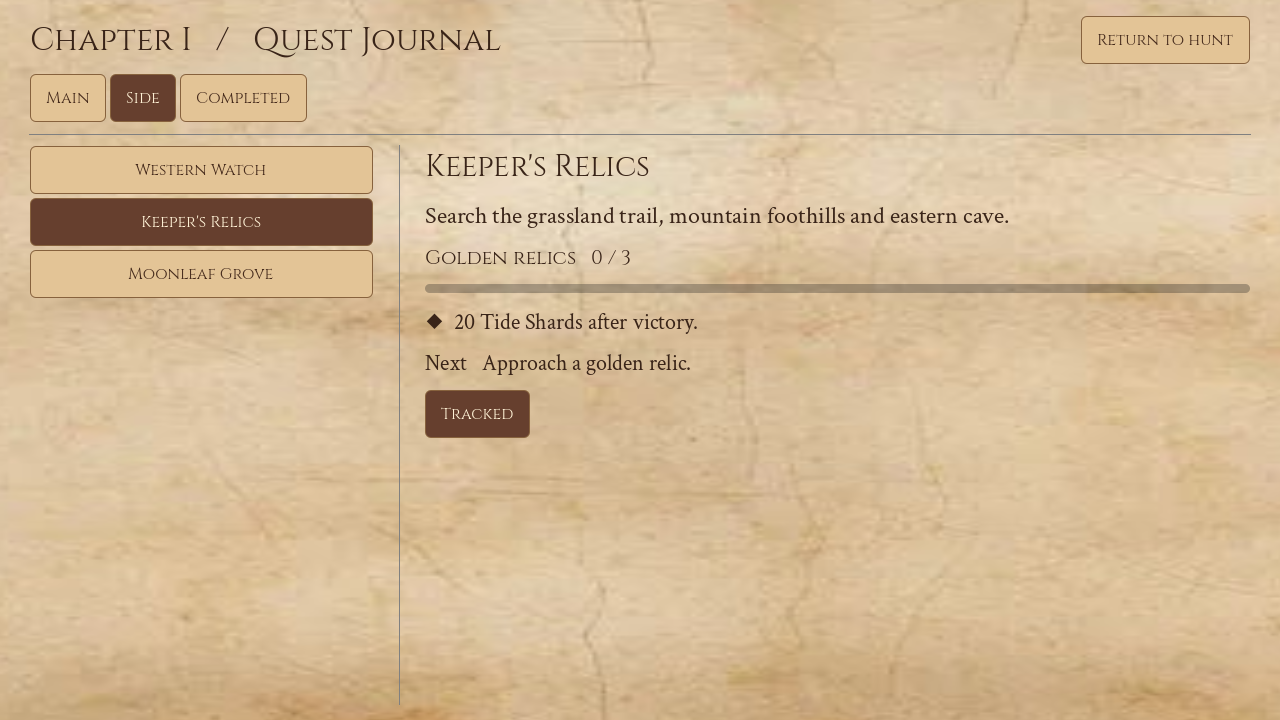 Chapter I / Quest Journal
Return to hunt
Main
Side
Completed
Western Watch
Keeper's Relics
Moonleaf Grove
Keeper's Relics
Search the grassland trail, mountain foothills and eastern cave.
Golden relics 0 / 3
◆ 20 Tide Shards after victory.
Next Approach a golden relic.
Tracked